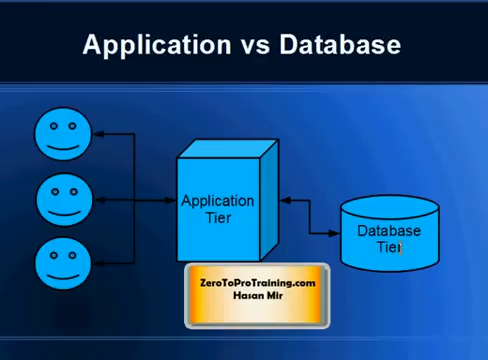 Application vs Database
Application
Tier
Database
Tier
ZeroToProTraining.com
Hasan Mir